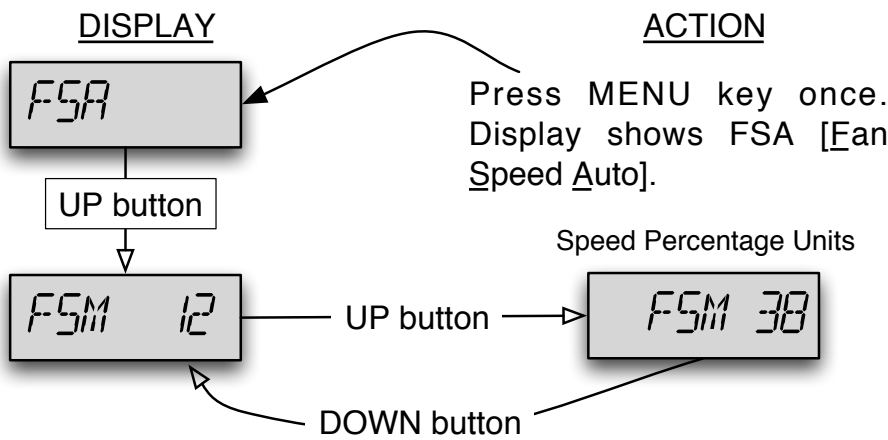 DISPLAY
ACTION
FSA
Press MENU key once.
Display shows FSA [Fan
Speed Auto].
UP button
Speed Percentage Units
FSM 12
UP button
FSM 38
DOWN button